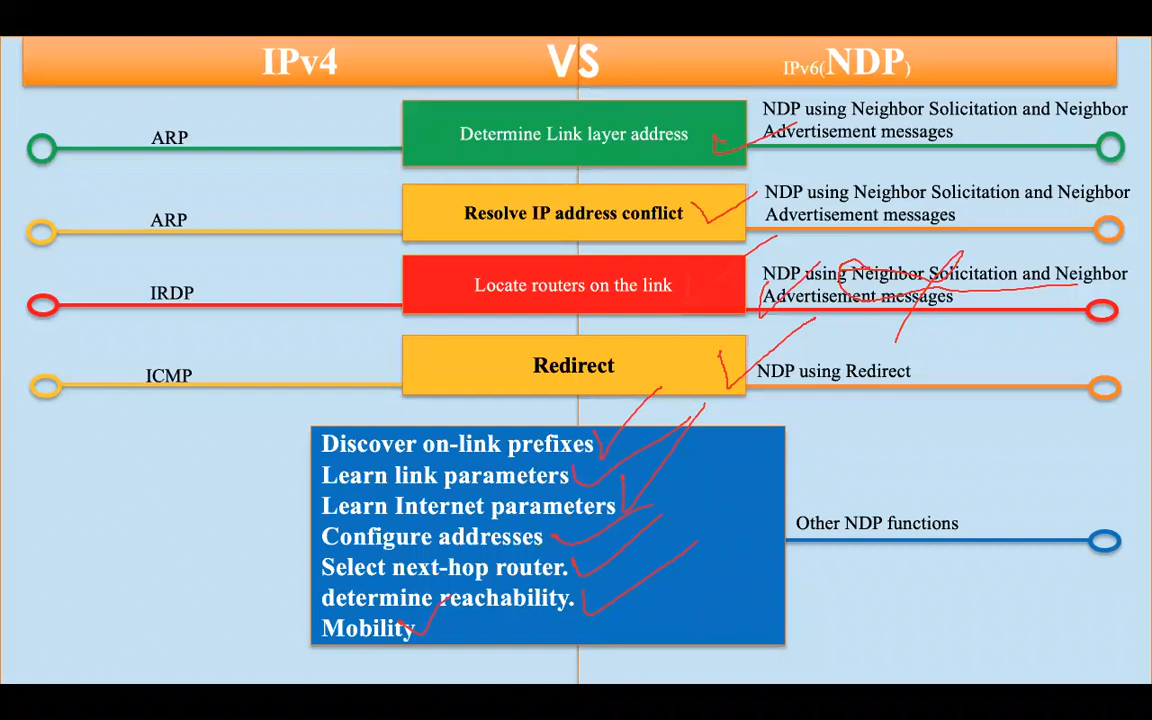 IPv4 VS IPv6(NDP)
ARP
Determine Link layer address
NDP using Neighbor Solicitation and Neighbor
Advertisement messages
ARP
Resolve IP address conflict
NDP using Neighbor Solicitation and Neighbor
Advertisement messages
IRDP
Locate routers on the link
NDP using Neighbor Solicitation and Neighbor
Advertisement messages
ICMP
Redirect
NDP using Redirect
Discover on-link prefixes
Learn link parameters
Learn Internet parameters
Configure addresses
Select next-hop router.
determine reachability.
Mobility
Other NDP functions